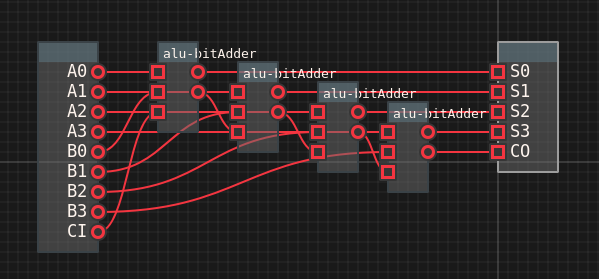 alu-bitAdder
alu-bitAdder
alu-bitAdder
alu-bitAdder
A0
A1
A2
A3
B0
B1
B2
B3
CI
S0
S1
S2
S3
CO